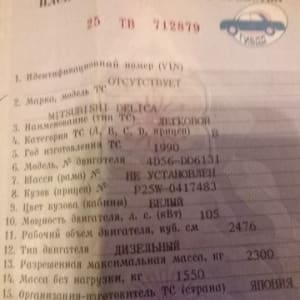 25 ТВ 712879
1. Идентификационный номер (VIN)
ОТСУТСТВУЕТ
2. Марка, модель ТС
MITSUBISHI DELICA
3. Наименование (тип ТС) ЛЕГКОВОЙ
4. Категория ТС (А, В, С, D, прицеп) B
5. Год изготовления ТС 1990
6. Модель, № двигателя 4D56-DD6151
7. Шасси (рама) № НЕ УСТАНОВЛЕН
8. Кузов (прицеп) № P25W-0417483
9. Цвет кузова (кабины) БЕЛЫЙ
10. Мощность двигателя, л. с. (кВт) 105
11. Рабочий объем двигателя, куб. см 2476
12. Тип двигателя ДИЗЕЛЬНЫЙ
13. Разрешенная максимальная масса, кг 2300
14. Масса без нагрузки, кг 1550
15. Организация-изготовитель ТС (страна) ЯПОНИЯ